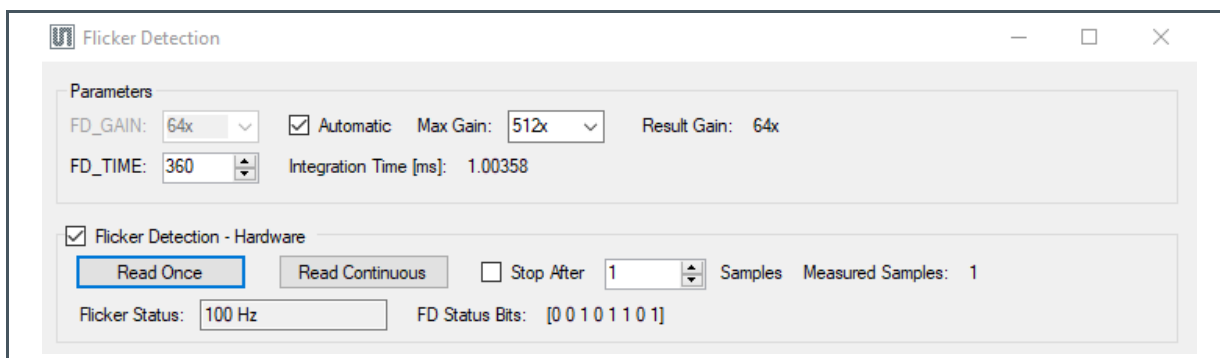 Flicker Detection
Parameters
FD_GAIN: 64x Automatic Max Gain: 512x Result Gain: 64x
FD_TIME: 360 Integration Time [ms]: 1.00358
Flicker Detection - Hardware
Read Once Read Continuous Stop After 1 Samples Measured Samples: 1
Flicker Status: 100 Hz FD Status Bits: [0 0 1 0 1 1 0 1]